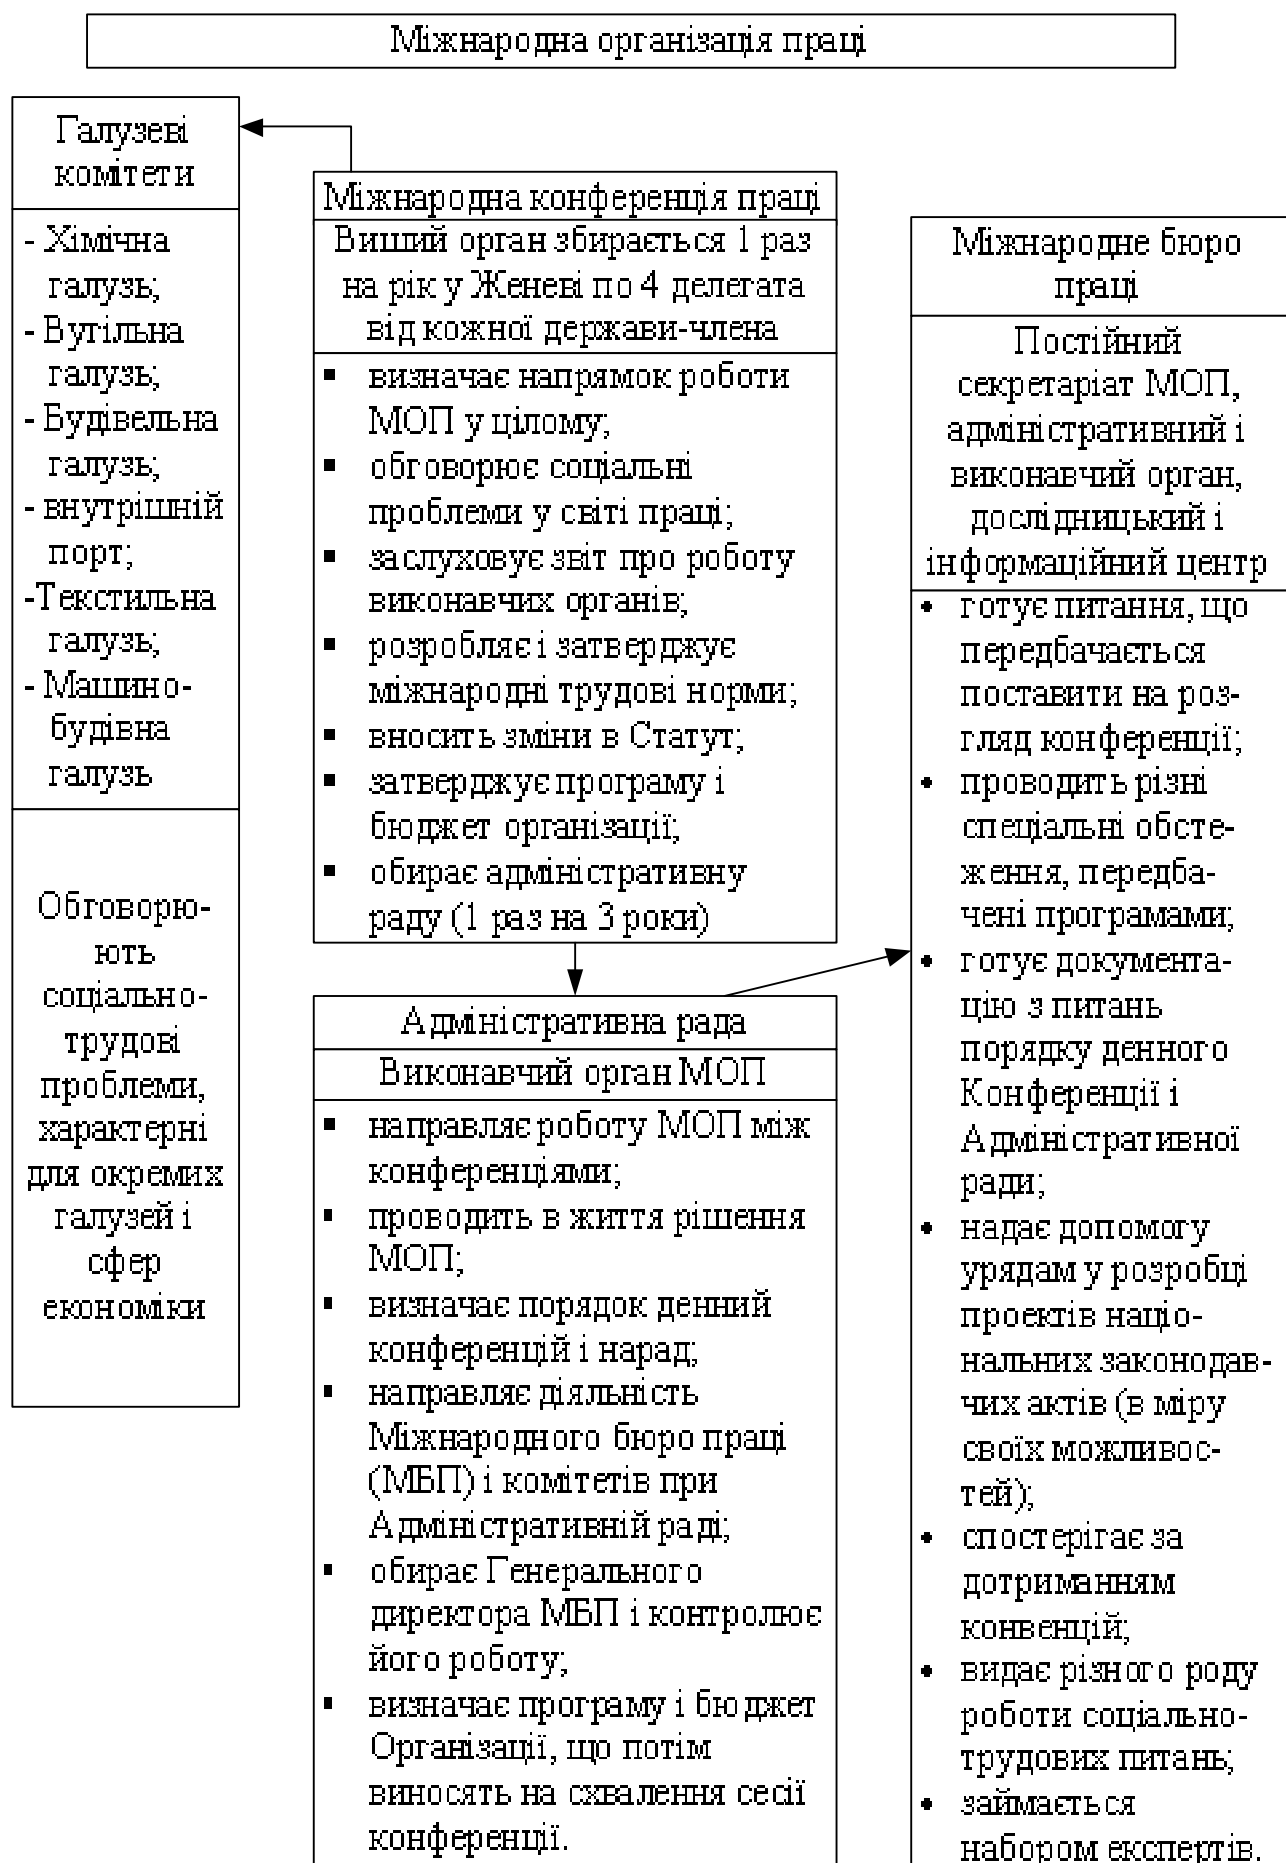 Міжнародна організація праці
Галузеві
комітети
- Хімічна
галузь;
- Вугільна
галузь;
- Будівельна
галузь;
- внутрішній
порт;
-Текстильна
галузь;
- Машино-
будівна
галузь
Обговорю-
ють
соціально-
трудові
проблеми,
характерні
для окремих
галузей і
сфер
економіки
Міжнародна конференція праці
Вищий орган збирається 1 раз
на рік у Женеві по 4 делегата
від кожної держави-члена
▪ визначає напрямок роботи
МОП у цілому;
▪ обговорює соціальні
проблеми у світі праці;
▪ заслуховує звіт про роботу
виконавчих органів;
▪ розробляє і затверджує
міжнародні трудові норми;
▪ вносить зміни в Статут;
▪ затверджує програму і
бюджет організації;
▪ обирає адміністративну
раду (1 раз на 3 роки)
Адміністративна рада
Виконавчий орган МОП
▪ направляє роботу МОП між
конференціями;
▪ проводить в життя рішення
МОП;
▪ визначає порядок денний
конференцій і нарад;
▪ направляє діяльність
Міжнародного бюро праці
(МБП) і комітетів при
Адміністративній раді;
▪ обирає Генерального
директора МБП і контролює
його роботу;
▪ визначає програму і бюджет
Організації, що потім
виносять на схвалення сесії
конференції.
Міжнародне бюро
праці
Постійний
секретаріат МОП,
адміністративний і
виконавчий орган,
дослідницький і
інформаційний центр
• готує питання, що
передбачається
поставити на роз-
гляд конференції;
• проводить різні
спеціальні обсте-
ження, передба-
чені програмами;
• готує документа-
цію з питань
порядку денного
Конференції і
Адміністративної
ради;
• надає допомогу
урядам у розробці
проектів націо-
нальних законодав-
чих актів (в міру
своїх можливос-
тей);
• спостерігає за
дотриманням
конвенцій;
• видає різного роду
роботи соціально-
трудових питань;
• займається
набором експертів.